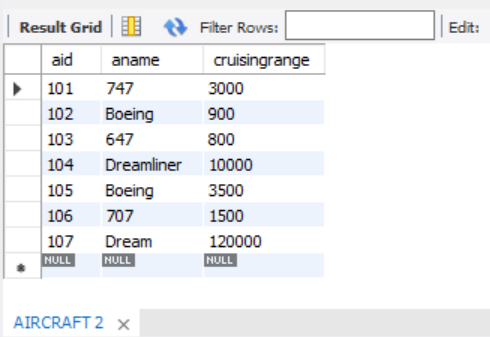 Result Grid Filter Rows: Edit:
aid aname cruisingrange
101 747 3000
102 Boeing 900
103 647 800
104 Dreamliner 10000
105 Boeing 3500
106 707 1500
107 Dream 120000
NULL NULL NULL
AIRCRAFT 2